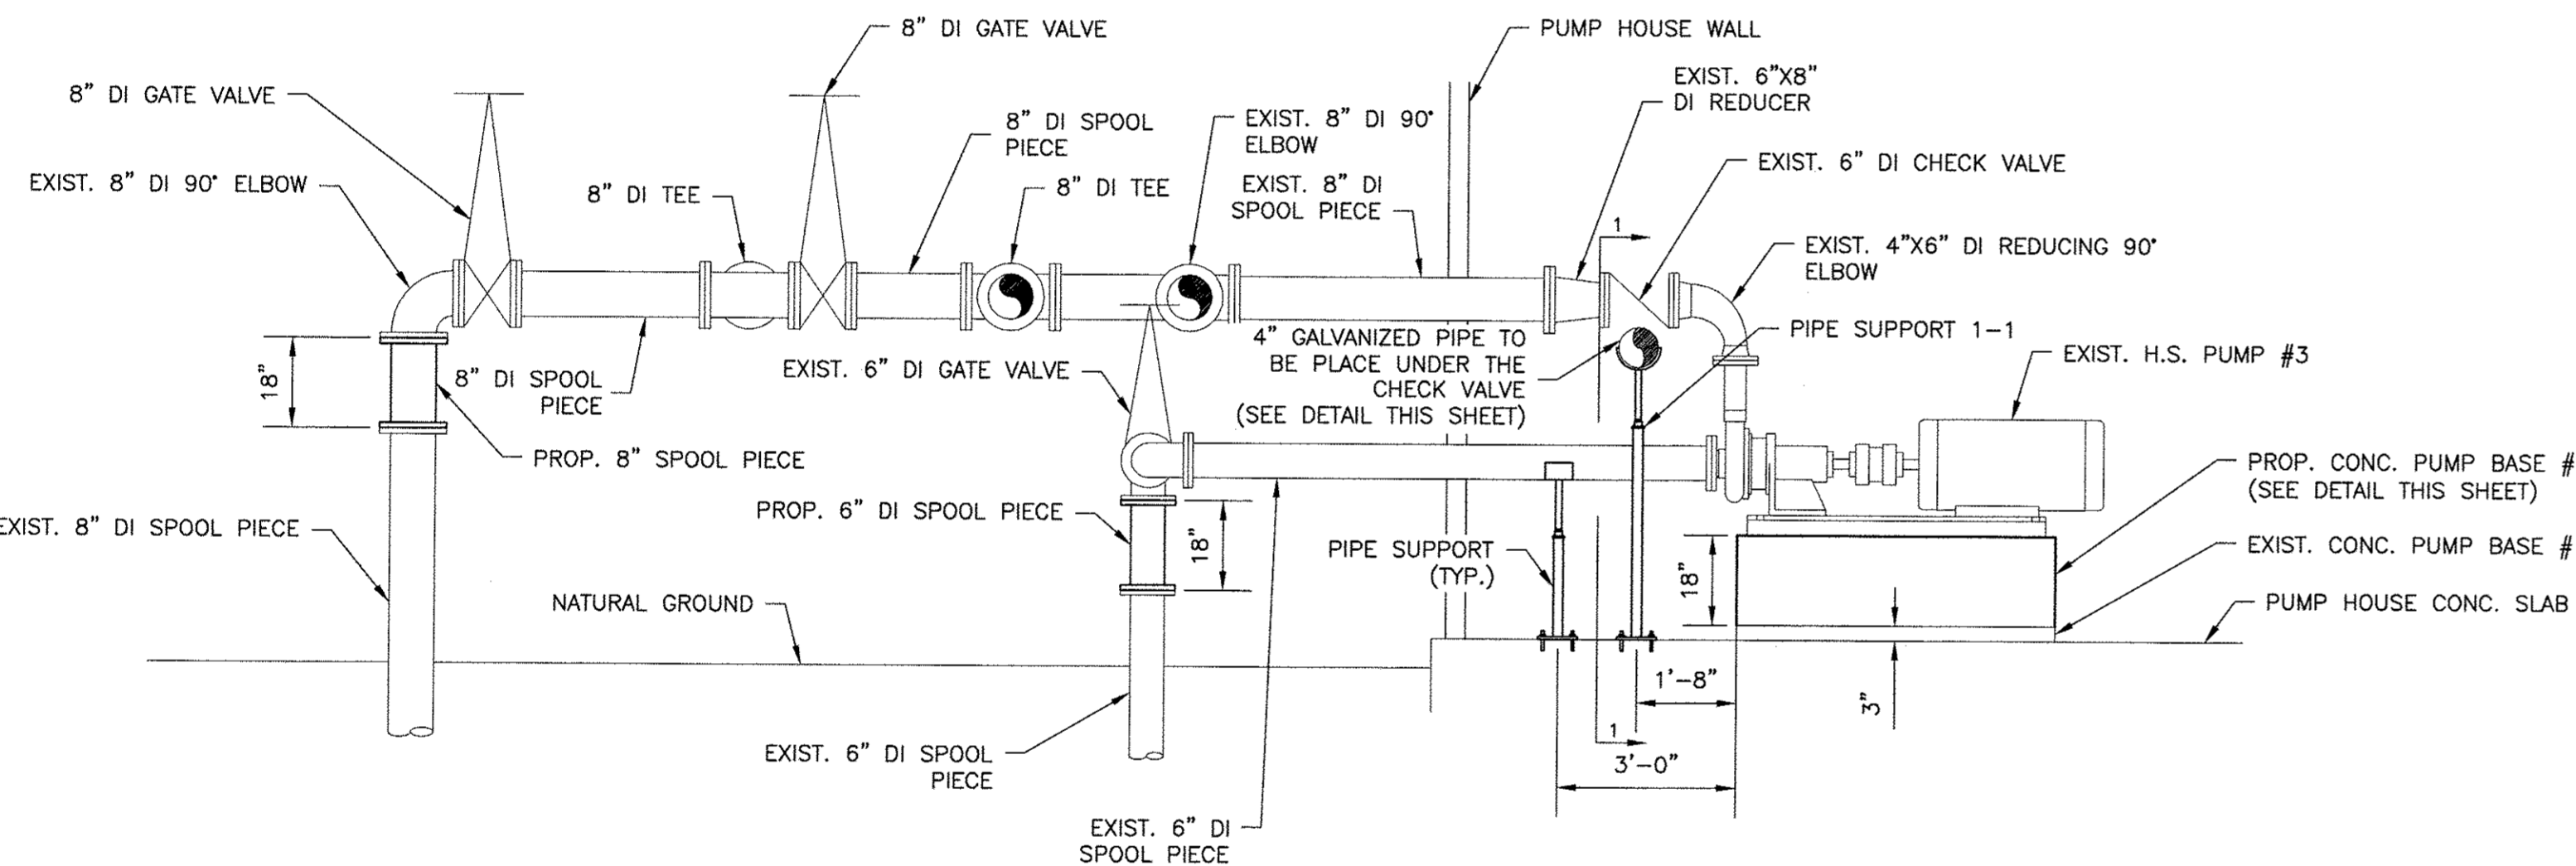 8" DI GATE VALVE
PUMP HOUSE WALL
8" DI GATE VALVE
EXIST. 6"X8"
DI REDUCER
8" DI SPOOL
PIECE
EXIST. 8" DI 90°
ELBOW
EXIST. 6" DI CHECK VALVE
EXIST. 8" DI 90° ELBOW
8" DI TEE
8" DI TEE
EXIST. 8" DI
SPOOL PIECE
1
EXIST. 4"X6" DI REDUCING 90°
ELBOW
4" GALVANIZED PIPE TO
BE PLACE UNDER THE
CHECK VALVE
(SEE DETAIL THIS SHEET)
PIPE SUPPORT 1-1
EXIST. H.S. PUMP #3
18"
8" DI SPOOL
PIECE
EXIST. 6" DI GATE VALVE
PROP. 8" SPOOL PIECE
PROP. CONC. PUMP BASE #
(SEE DETAIL THIS SHEET)
EXIST. 8" DI SPOOL PIECE
PROP. 6" DI SPOOL PIECE
18"
PIPE SUPPORT
(TYP.)
18"
EXIST. CONC. PUMP BASE #
NATURAL GROUND
PUMP HOUSE CONC. SLAB
1'-8"
3"
1
EXIST. 6" DI SPOOL
PIECE
3'-0"
EXIST. 6" DI
SPOOL PIECE